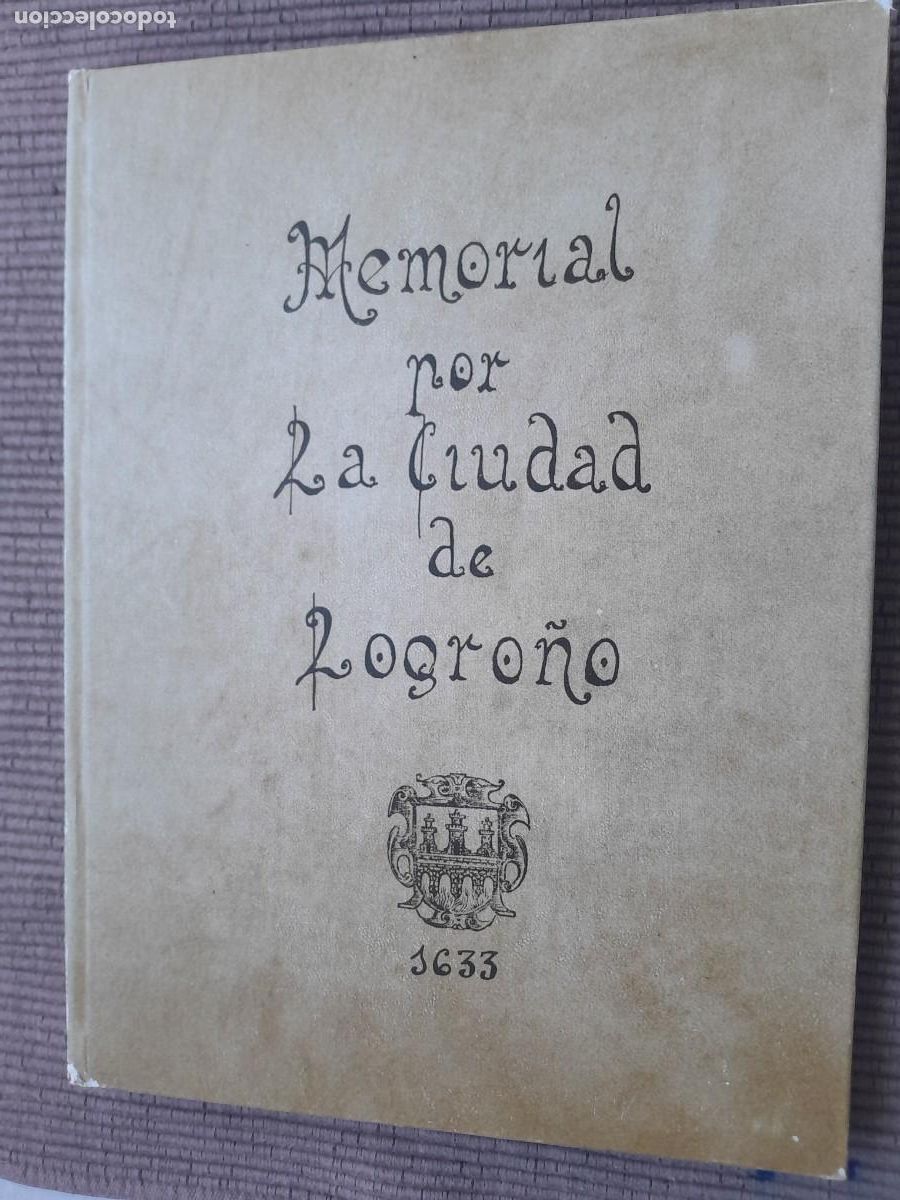 todocoleccion
Memorial
por
La Ciudad
de
Logroño
1633